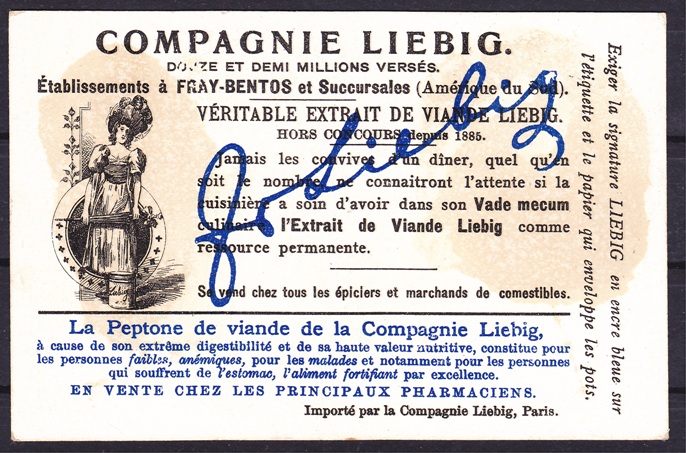 COMPAGNIE LIEBIG.
DOUZE ET DEMI MILLIONS VERSÉS.
Établissements à FRAY-BENTOS et Succursales (Amérique du Sud).
VÉRITABLE EXTRAIT DE VIANDE LIEBIG.
HORS CONCOURS depuis 1885.
Jamais les convives d'un dîner, quel qu'en
soit le nombre, ne connaitront l'attente si la
cuisinière a soin d'avoir dans son Vade mecum
culinaire l'Extrait de Viande Liebig comme
ressource permanente.
Se vend chez tous les épiciers et marchands de comestibles.
La Peptone de viande de la Compagnie Liebig,
à cause de son extrême digestibilité et de sa haute valeur nutritive, constitue pour
les personnes faibles, anémiques, pour les malades et notamment pour les personnes
qui souffrent de l'estomac, l'aliment fortifiant par excellence.
EN VENTE CHEZ LES PRINCIPAUX PHARMACIENS.
Importé par la Compagnie Liebig, Paris.
Exiger la signature LIEBIG en encre bleue sur
l'étiquette et le papier qui enveloppe les pots.
Liebig